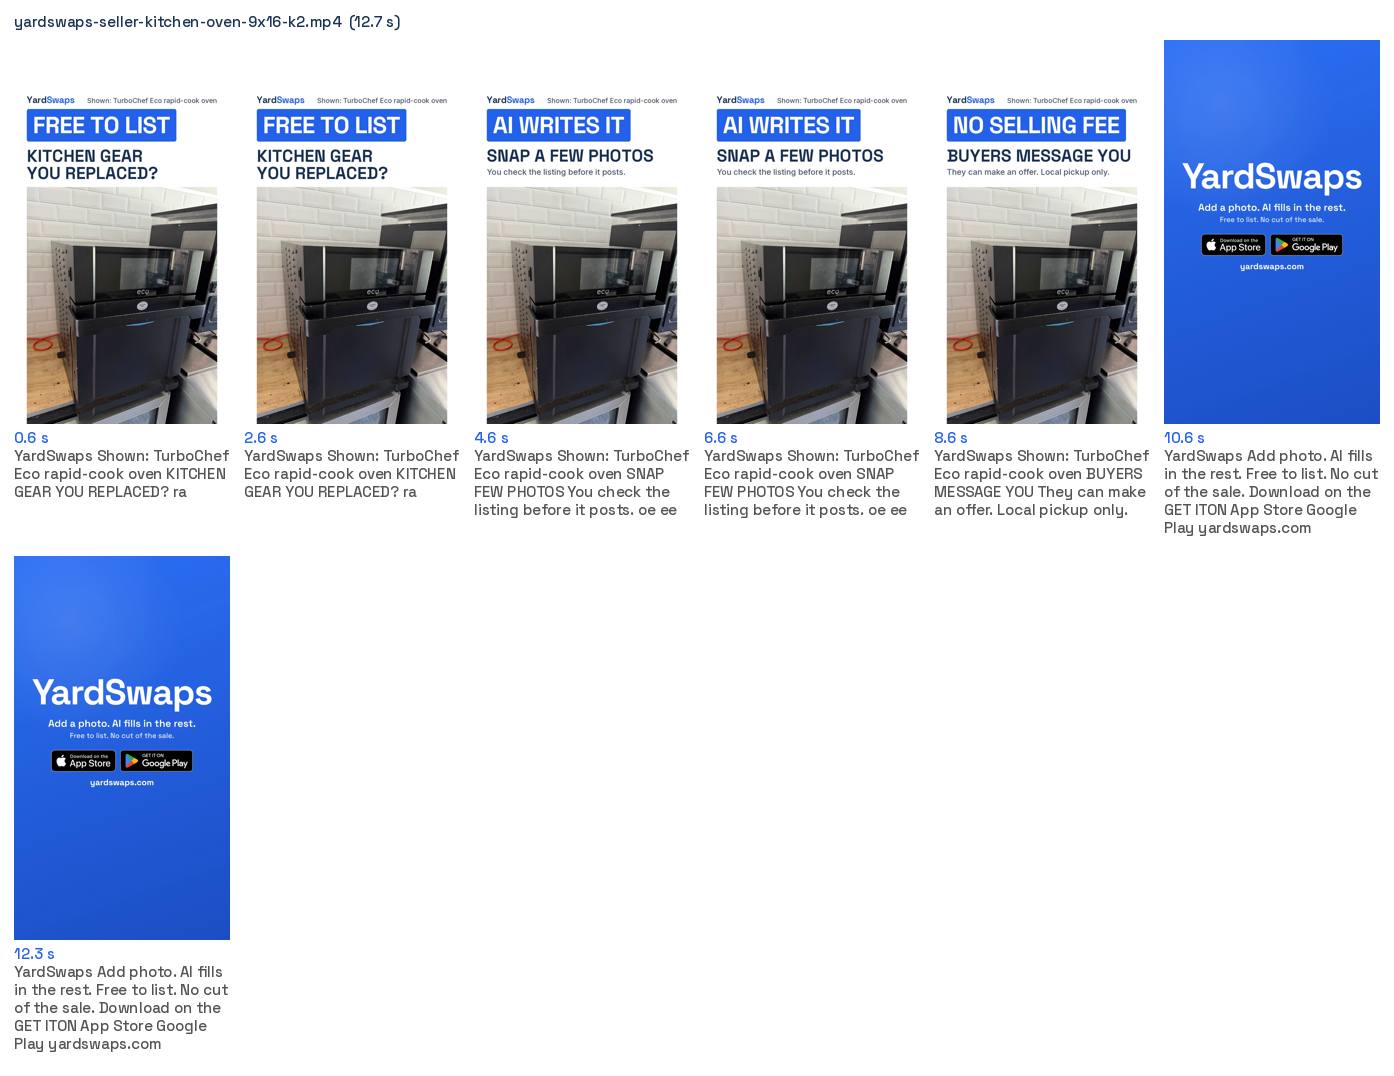 yardswaps-seller-kitchen-oven-9x16-k2.mp4 (12.7 s)
YardSwaps Shown: TurboChef Eco rapid-cook oven
FREE TO LIST
KITCHEN GEAR
YOU REPLACED?
eco
0.6 s
YardSwaps Shown: TurboChef
Eco rapid-cook oven KITCHEN
GEAR YOU REPLACED? ra
YardSwaps Shown: TurboChef Eco rapid-cook oven
FREE TO LIST
KITCHEN GEAR
YOU REPLACED?
eco
2.6 s
YardSwaps Shown: TurboChef
Eco rapid-cook oven KITCHEN
GEAR YOU REPLACED? ra
YardSwaps Shown: TurboChef Eco rapid-cook oven
AI WRITES IT
SNAP A FEW PHOTOS
You check the listing before it posts.
eco
4.6 s
YardSwaps Shown: TurboChef
Eco rapid-cook oven SNAP
FEW PHOTOS You check the
listing before it posts. oe ee
YardSwaps Shown: TurboChef Eco rapid-cook oven
AI WRITES IT
SNAP A FEW PHOTOS
You check the listing before it posts.
eco
6.6 s
YardSwaps Shown: TurboChef
Eco rapid-cook oven SNAP
FEW PHOTOS You check the
listing before it posts. oe ee
YardSwaps Shown: TurboChef Eco rapid-cook oven
NO SELLING FEE
BUYERS MESSAGE YOU
They can make an offer. Local pickup only.
eco
8.6 s
YardSwaps Shown: TurboChef
Eco rapid-cook oven BUYERS
MESSAGE YOU They can make
an offer. Local pickup only.
YardSwaps
Add a photo. AI fills in the rest.
Free to list. No cut of the sale.
Download on the App Store GET IT ON Google Play
yardswaps.com
10.6 s
YardSwaps Add photo. AI fills
in the rest. Free to list. No cut
of the sale. Download on the
GET ITON App Store Google
Play yardswaps.com
YardSwaps
Add a photo. AI fills in the rest.
Free to list. No cut of the sale.
Download on the App Store GET IT ON Google Play
yardswaps.com
12.3 s
YardSwaps Add photo. AI fills
in the rest. Free to list. No cut
of the sale. Download on the
GET ITON App Store Google
Play yardswaps.com